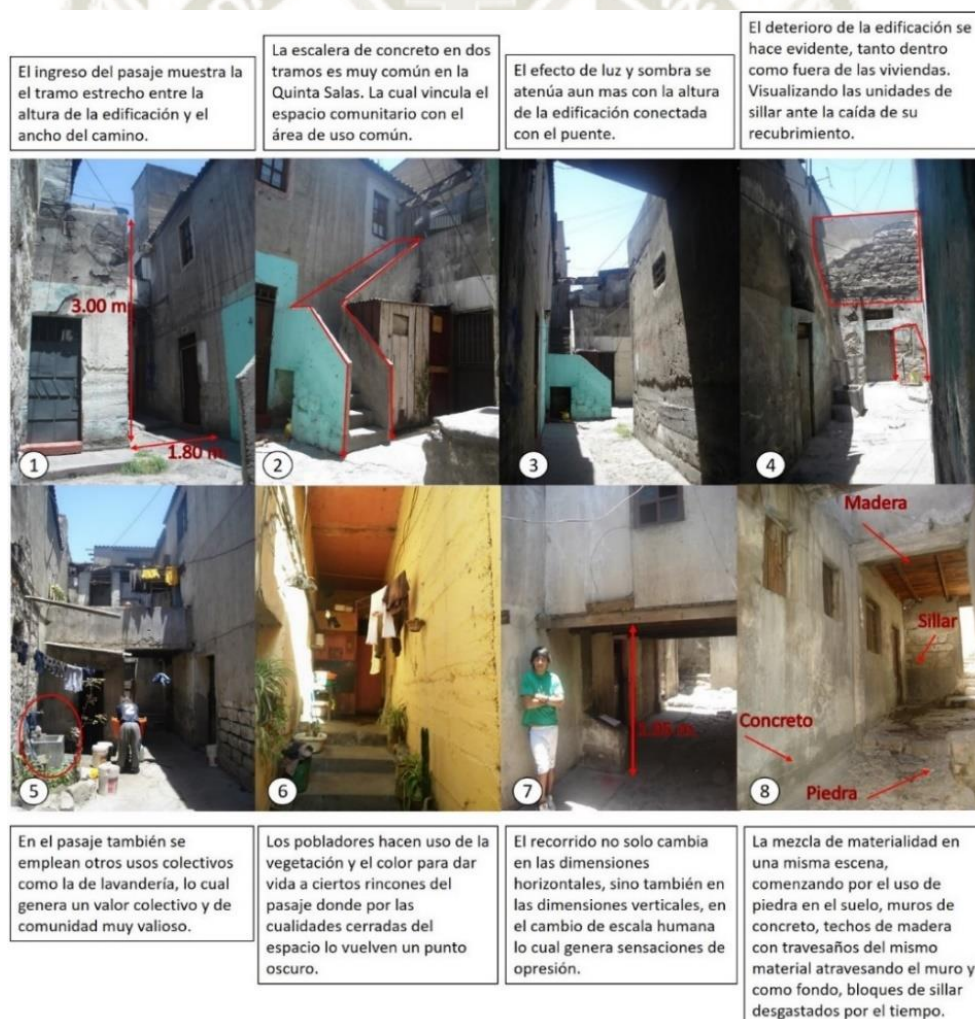 El ingreso del pasaje muestra la
el tramo estrecho entre la
altura de la edificación y el
ancho del camino.
La escalera de concreto en dos
tramos es muy común en la
Quinta Salas. La cual vincula el
espacio comunitario con el
área de uso común.
El efecto de luz y sombra se
atenúa aun mas con la altura
de la edificación conectada
con el puente.
El deterioro de la edificación se
hace evidente, tanto dentro
como fuera de las viviendas.
Visualizando las unidades de
sillar ante la caída de su
recubrimiento.
3.00 m
16
1.80 m.
1
2
3
4
Madera
Sillar
Concreto
Piedra
m.
5
6
7
8
En el pasaje también se
emplean otros usos colectivos
como la de lavandería, lo cual
genera un valor colectivo y de
comunidad muy valioso.
Los pobladores hacen uso de la
vegetación y el color para dar
vida a ciertos rincones del
pasaje donde por las
cualidades cerradas del
espacio lo vuelven un punto
oscuro.
El recorrido no solo cambia
en las dimensiones
horizontales, sino también en
las dimensiones verticales, en
el cambio de escala humana
lo cual genera sensaciones de
opresión.
La mezcla de materialidad en
una misma escena,
comenzando por el uso de
piedra en el suelo, muros de
concreto, techos de madera
con travesaños del mismo
material atravesando el muro y
como fondo, bloques de sillar
desgastados por el tiempo.